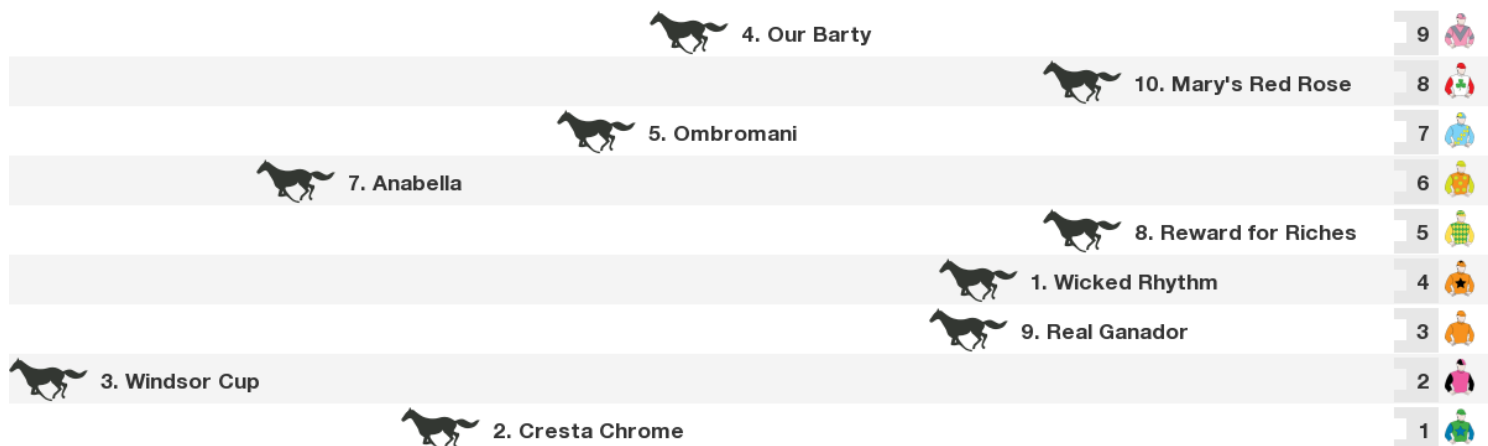 4. Our Barty 9
10. Mary's Red Rose 8
5. Ombromani 7
7. Anabella 6
8. Reward for Riches 5
1. Wicked Rhythm 4
9. Real Ganador 3
3. Windsor Cup 2
2. Cresta Chrome 1